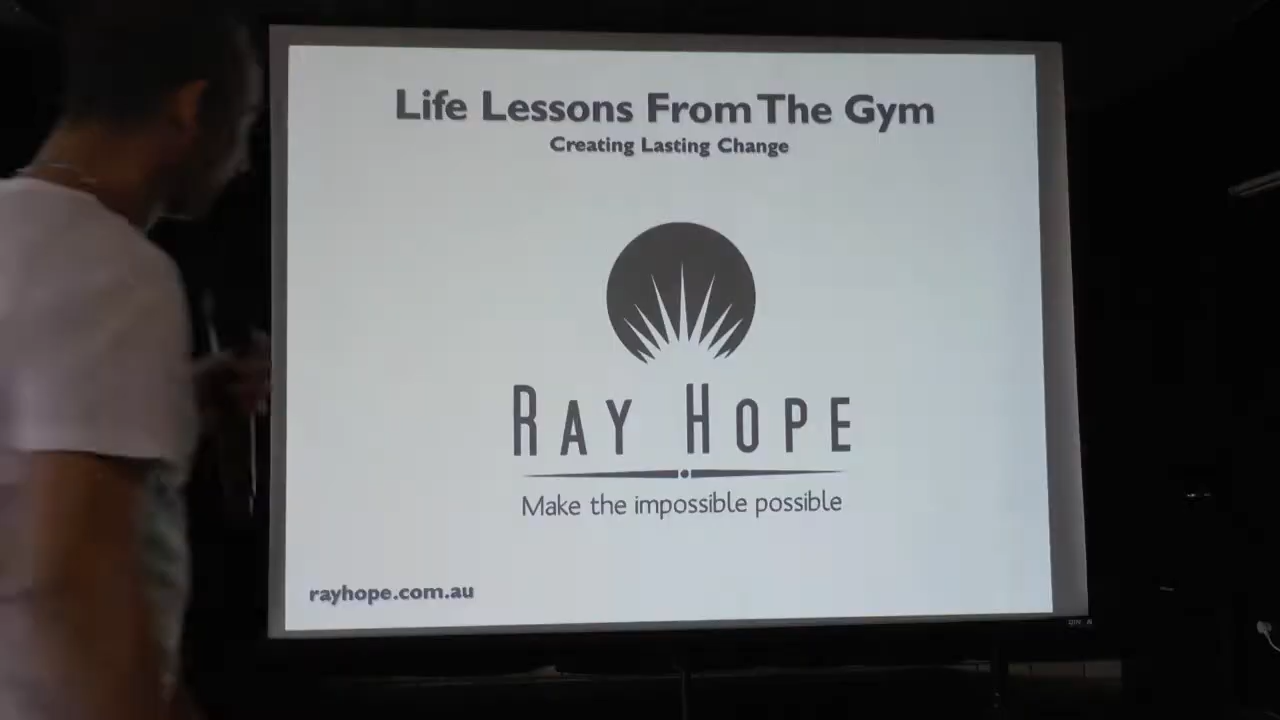 Life Lessons From The Gym
Creating Lasting Change
RAY HOPE
Make the impossible possible
rayhope.com.au